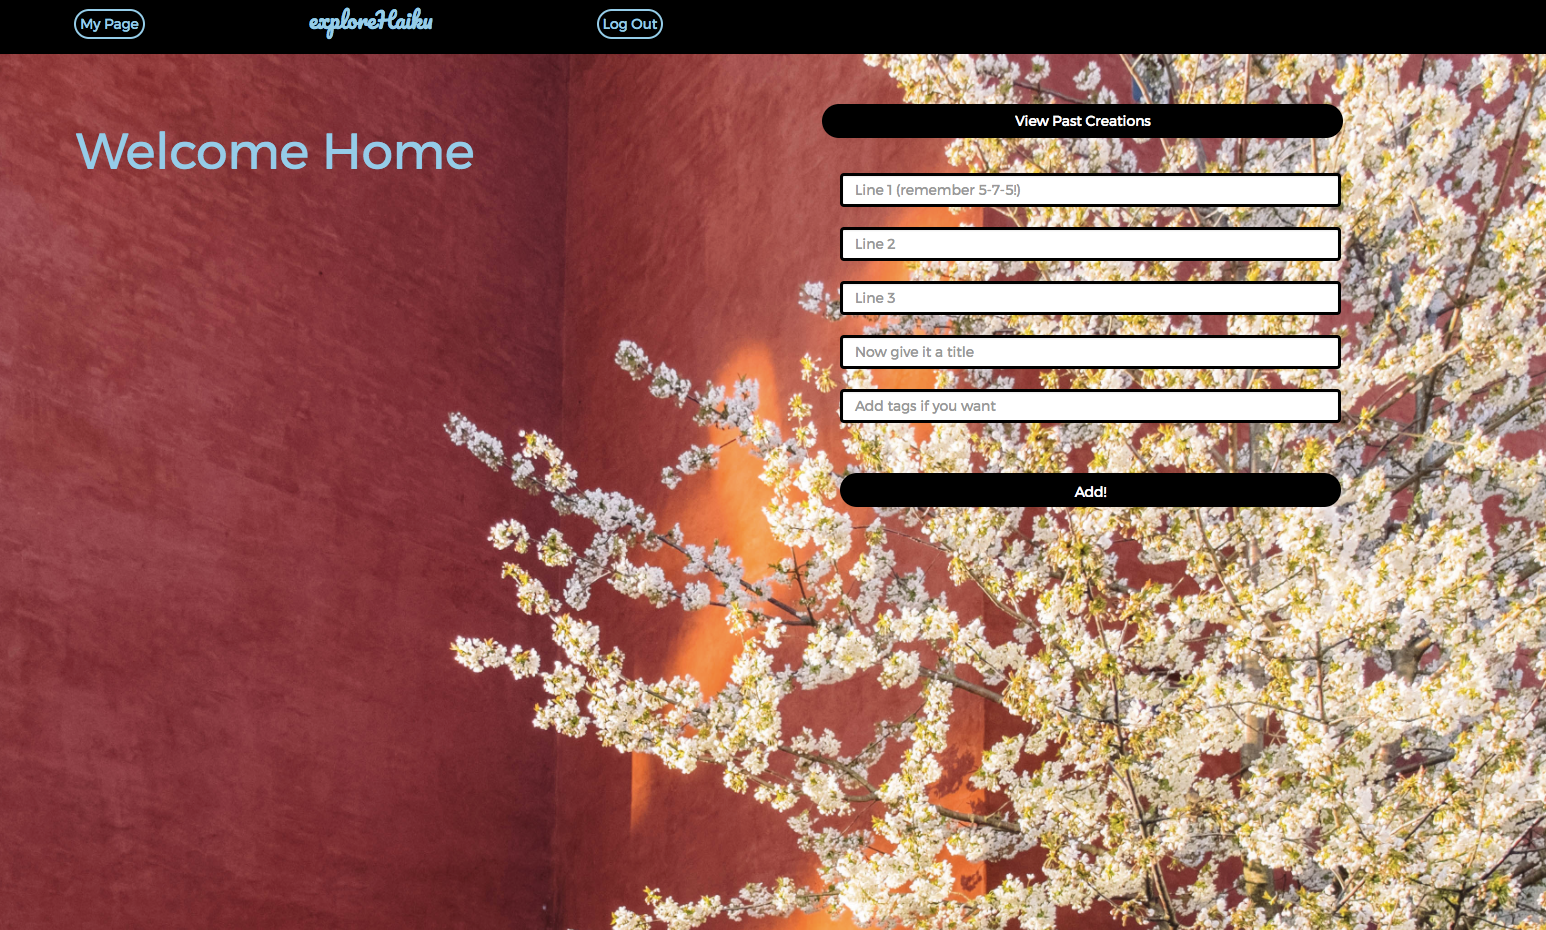 My Page
exploreHaiku
Log Out
Welcome Home
View Past Creations
Line 1 (remember 5-7-5!)
Line 2
Line 3
Now give it a title
Add tags if you want
Add!